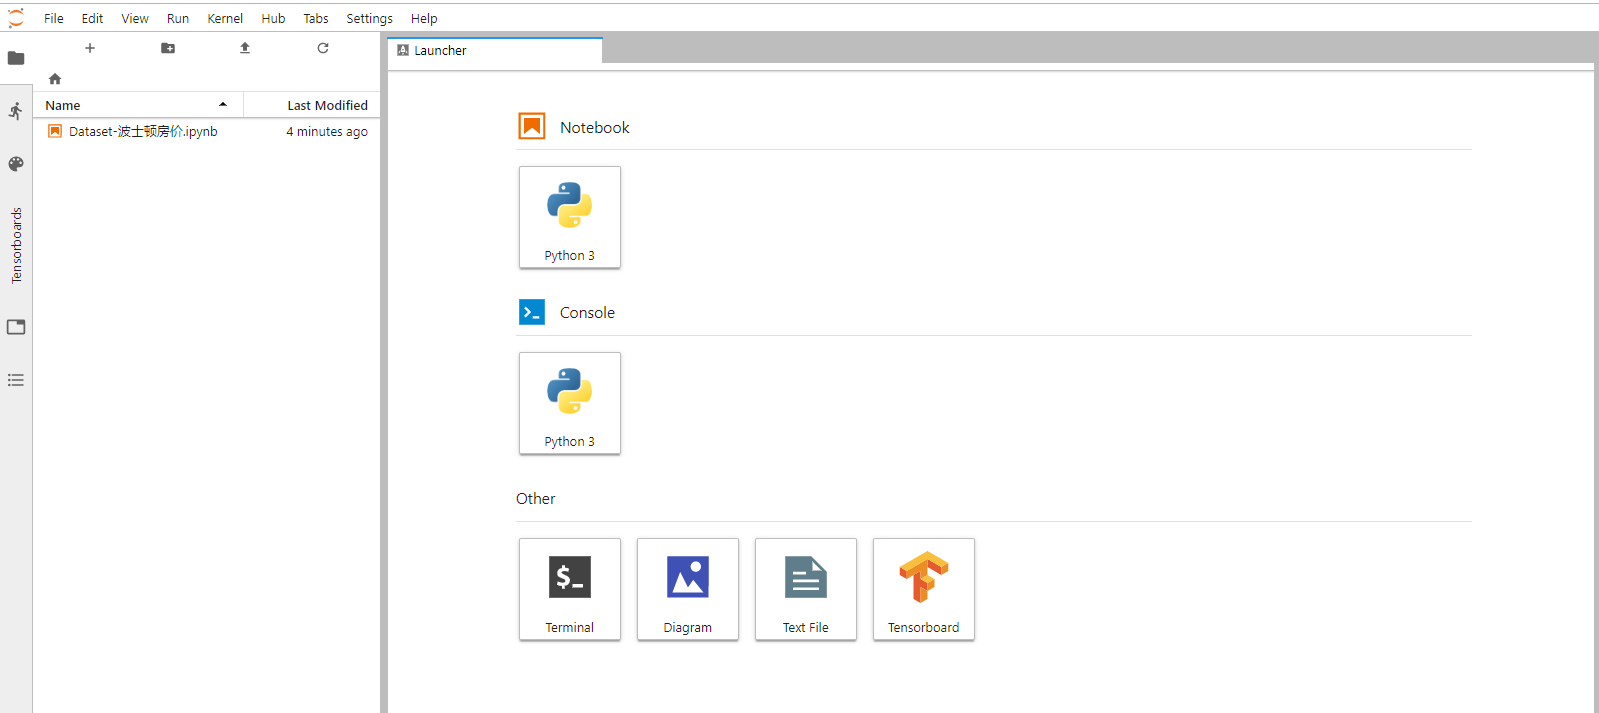 File Edit View Run Kernel Hub Tabs Settings Help
Launcher
Name Last Modified
Dataset-波士顿房价.ipynb 4 minutes ago
Tensorboards
Notebook
Python 3
Console
Python 3
Other
$_
Terminal Diagram Text File Tensorboard